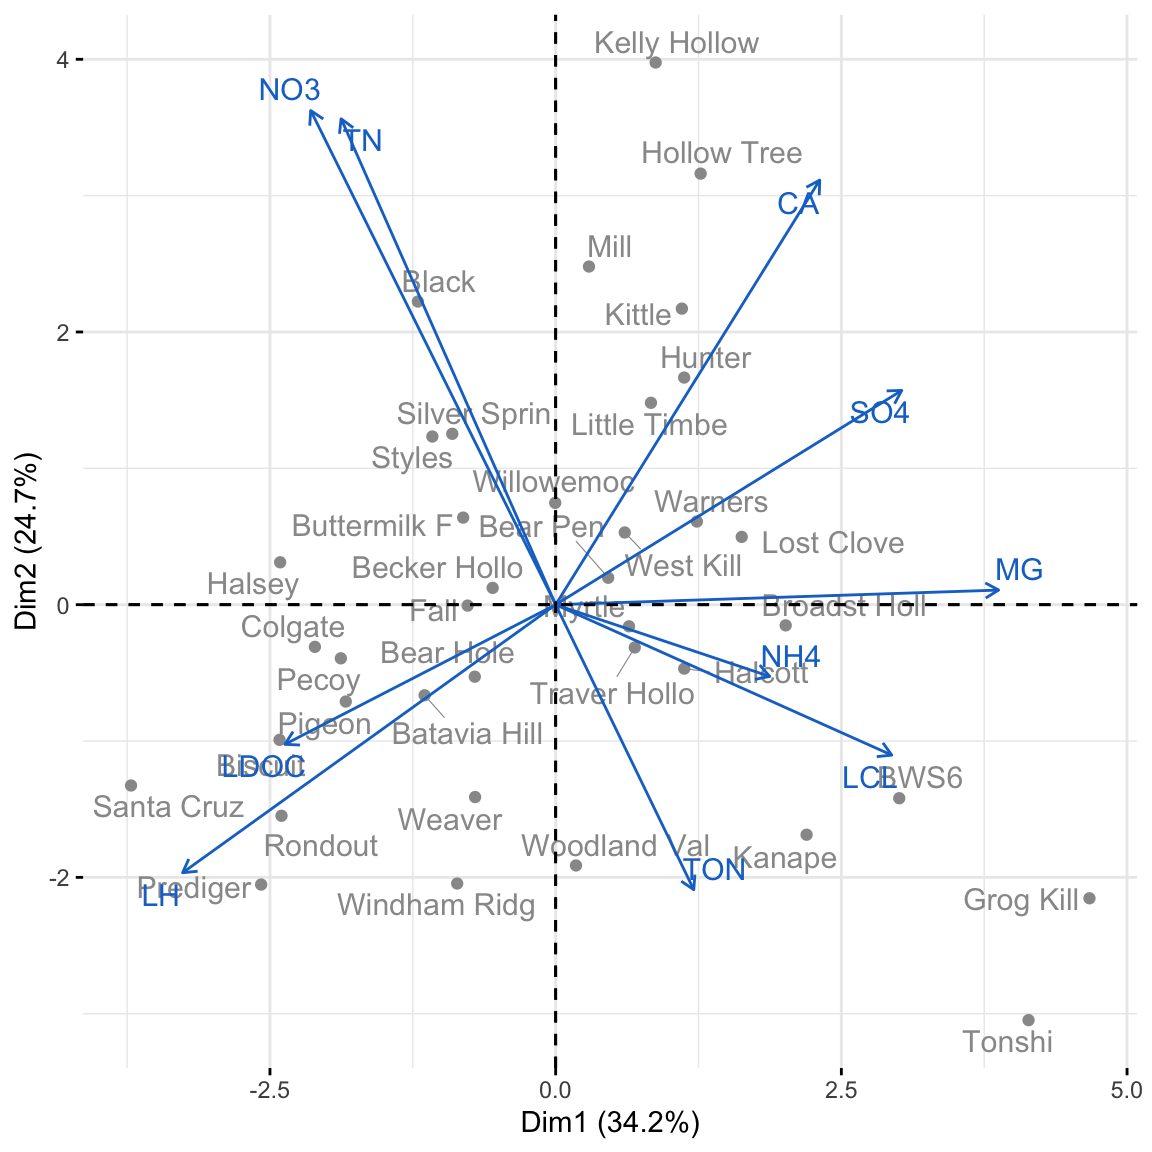 Kelly Hollow
4
NO3
TN
Hollow Tree
CA
Mill
Black
Kittle
2
Hunter
SO4
Silver Sprin
Little Timbe
Styles
Willowemoc
Warners
Buttermilk F
Bear Pen
Lost Clove
West Kill
Becker Hollo
MG
Halsey
0
Fall
Myrtle
Broadst Holl
Colgate
Bear Hole
NH4
Halcott
Pecoy
Traver Hollo
Pigeon
Batavia Hill
Biscuit
LDOC
LCL
BWS6
Santa Cruz
Weaver
Rondout
Woodland Val
Kanape
TON
-2
Prediger
LH
Windham Ridg
Grog Kill
Tonshi
-2.5
0.0
2.5
5.0
Dim1 (34.2%)
Dim2 (24.7%)